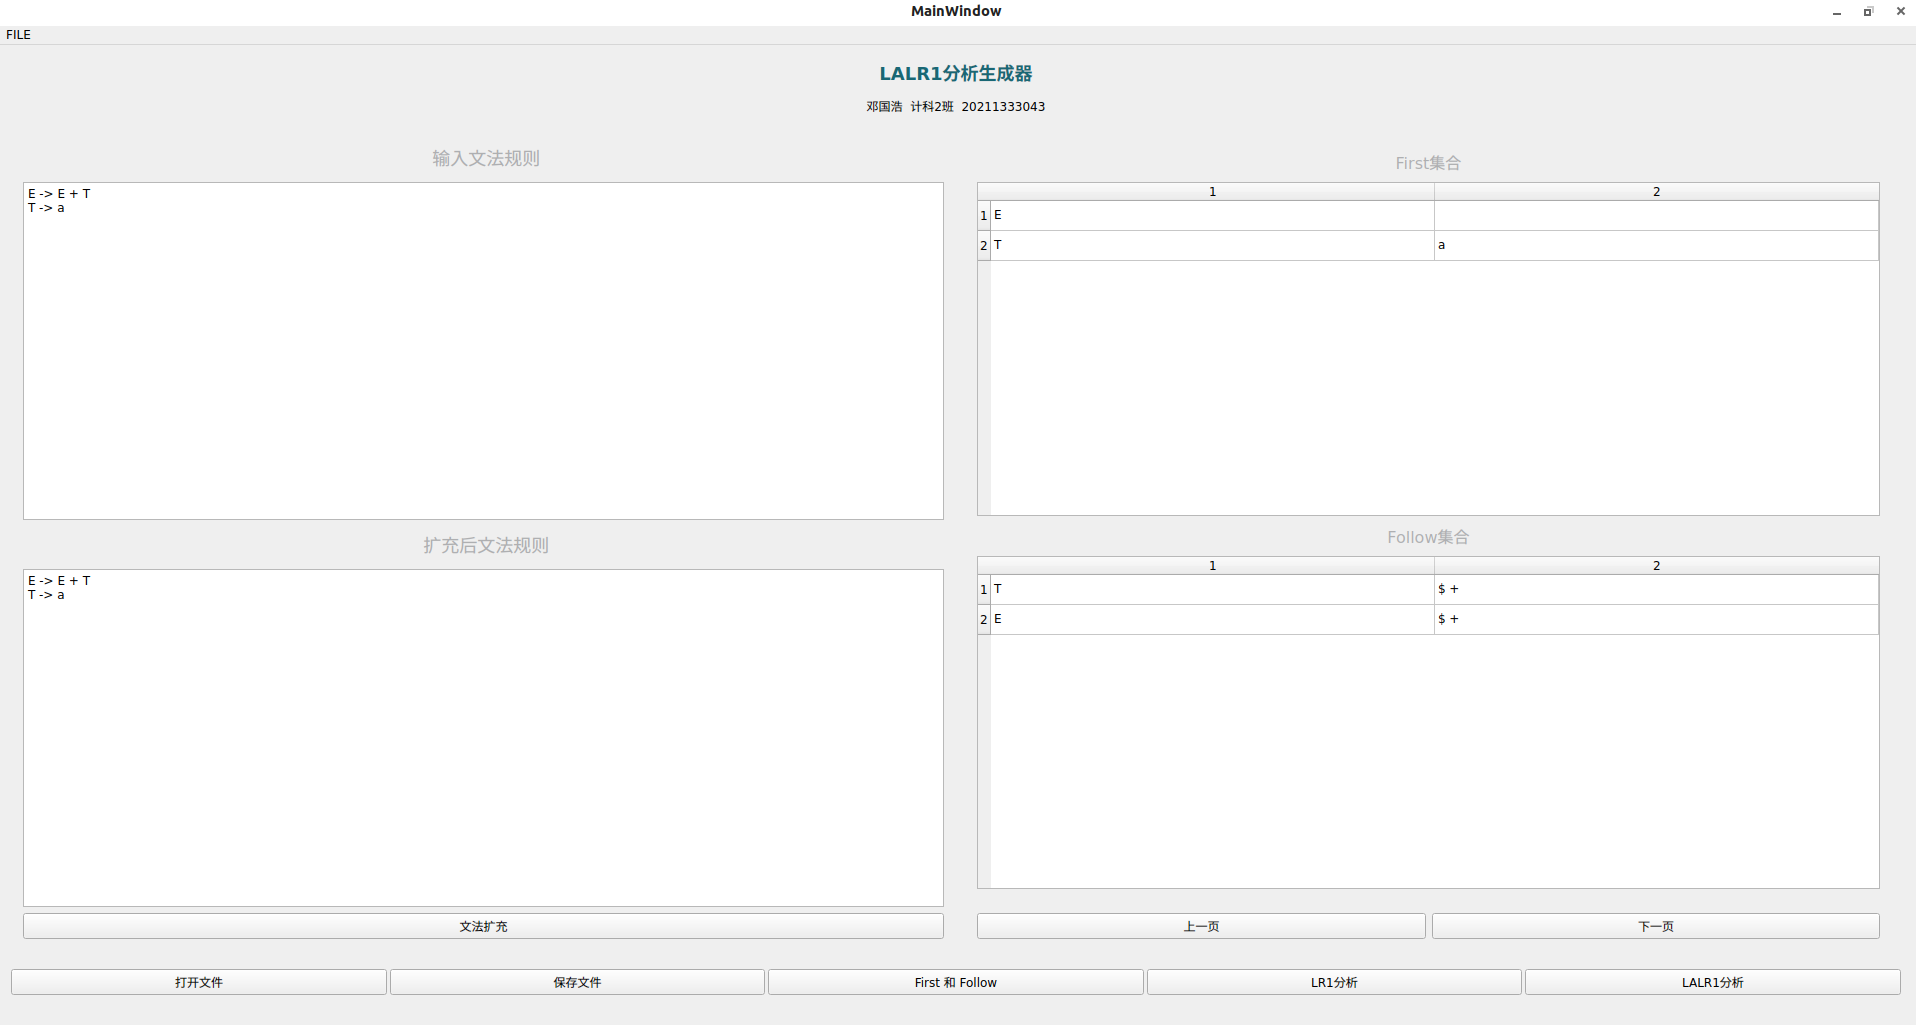 MainWindow
FILE
LALR1分析生成器
邓国浩 计科2班 20211333043
输入文法规则
E -> E + T
T -> a
扩充后文法规则
E -> E + T
T -> a
文法扩充
First集合
1 2
1 E
2 T a
Follow集合
1 2
1 T $ +
2 E $ +
上一页 下一页
打开文件 保存文件 First 和 Follow LR1分析 LALR1分析